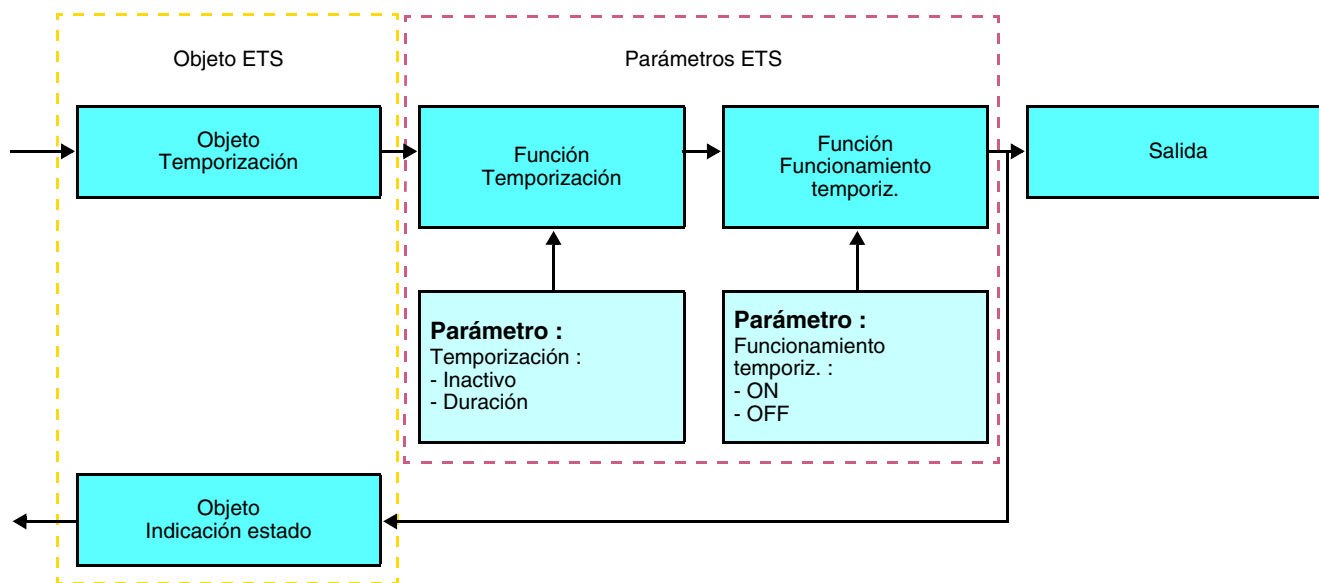 Objeto ETS
Parámetros ETS
Objeto
Temporización
Función
Temporización
Función
Funcionamiento
temporiz.
Salida
Parámetro :
Temporización :
- Inactivo
- Duración
Parámetro :
Funcionamiento
temporiz. :
- ON
- OFF
Objeto
Indicación estado